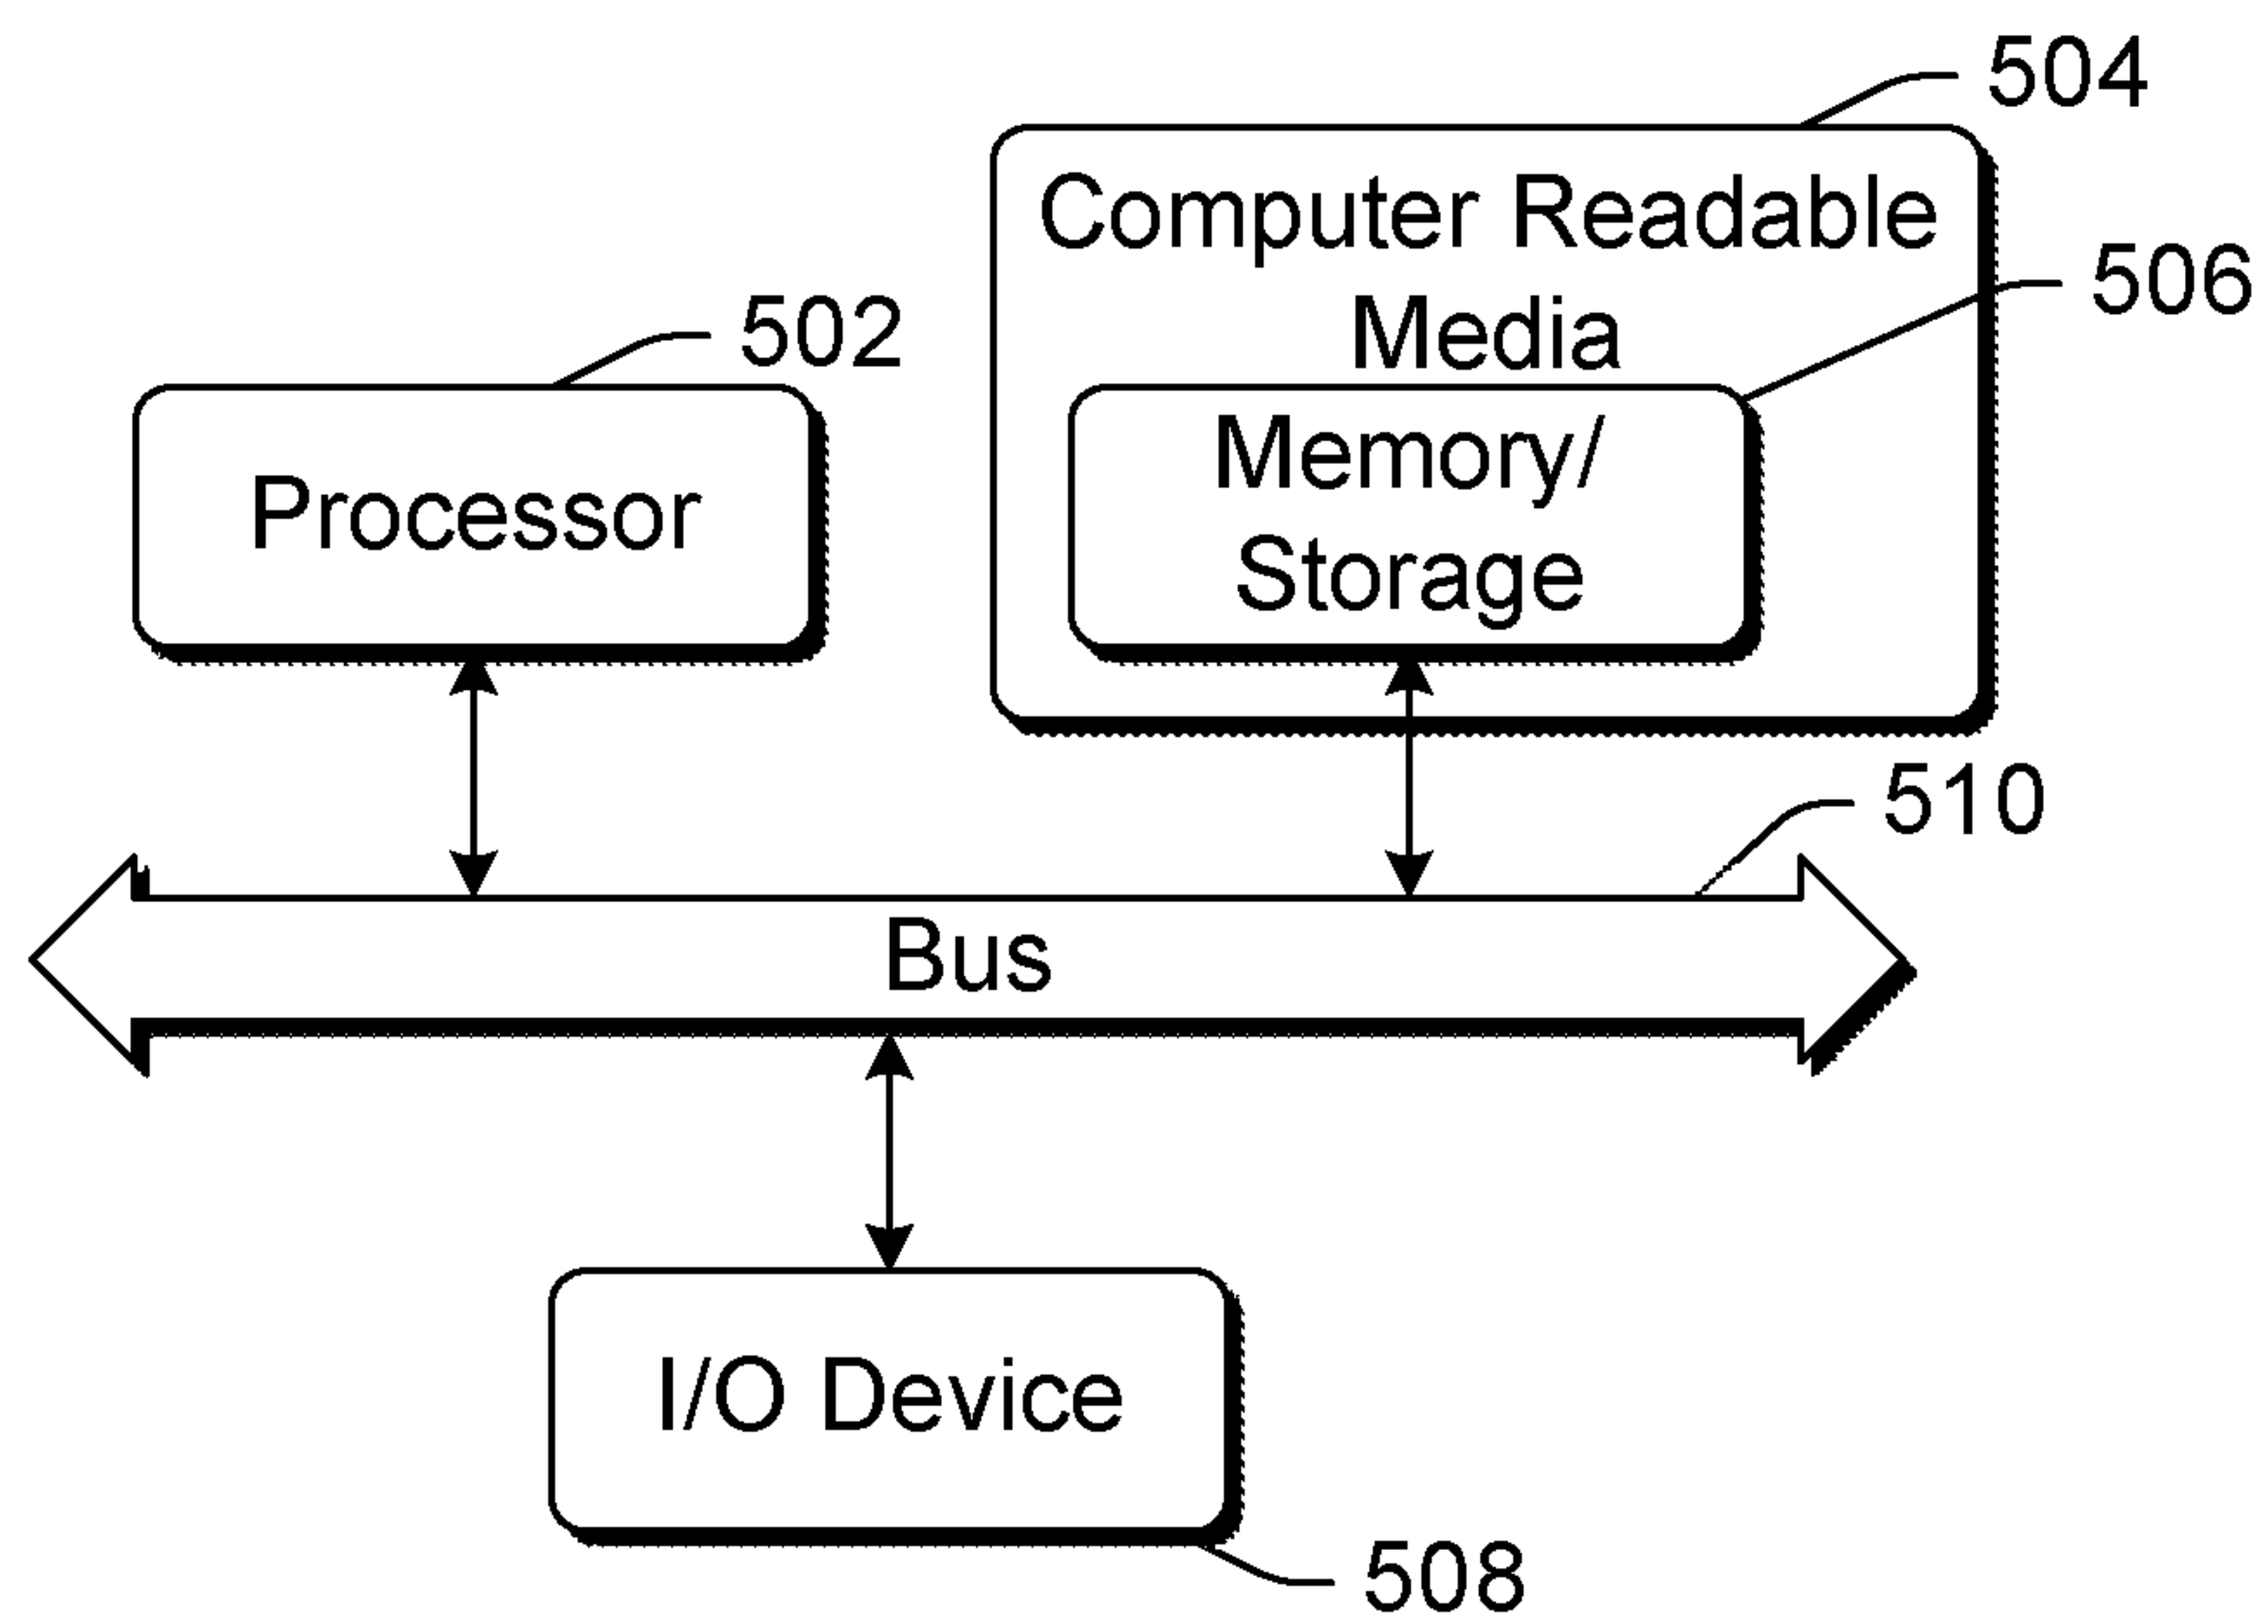 504
Computer Readable
Media
506
502
Processor
Memory/
Storage
510
Bus
I/O Device
508